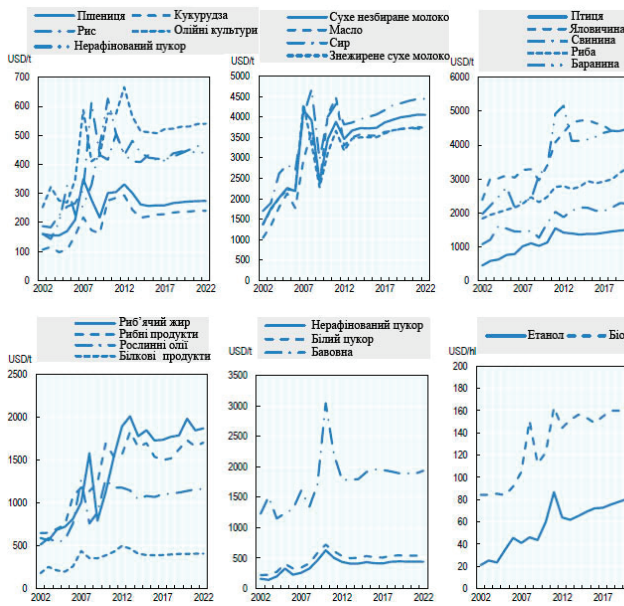 Пшениця Кукурудза
Рис Олійні культури
Нерафінований цукор
USD/t
700
600
500
400
300
200
100
0
2002 2007 2012 2017 2022
Сухе незбиране молоко
Масло
Сир
Знежирене сухе молоко
USD/t
5000
4500
4000
3500
3000
2500
2000
1500
1000
500
0
2002 2007 2012 2017 2022
Птиця
Яловичина
Свинина
Риба
Баранина
USD/t
6000
5000
4000
3000
2000
1000
0
2002 2007 2012 2017
Риб’ячий жир
Рибні продукти
Рослинні олії
Білкові продукти
USD/t
2500
2000
1500
1000
500
0
2002 2007 2012 2017 2022
Нерафінований цукор
Білий цукор
Бавовна
USD/t
3500
3000
2500
2000
1500
1000
500
0
2002 2007 2012 2017 2022
Етанол Біо
USD/hl
200
180
160
140
120
100
80
60
40
20
0
2002 2007 2012 2017